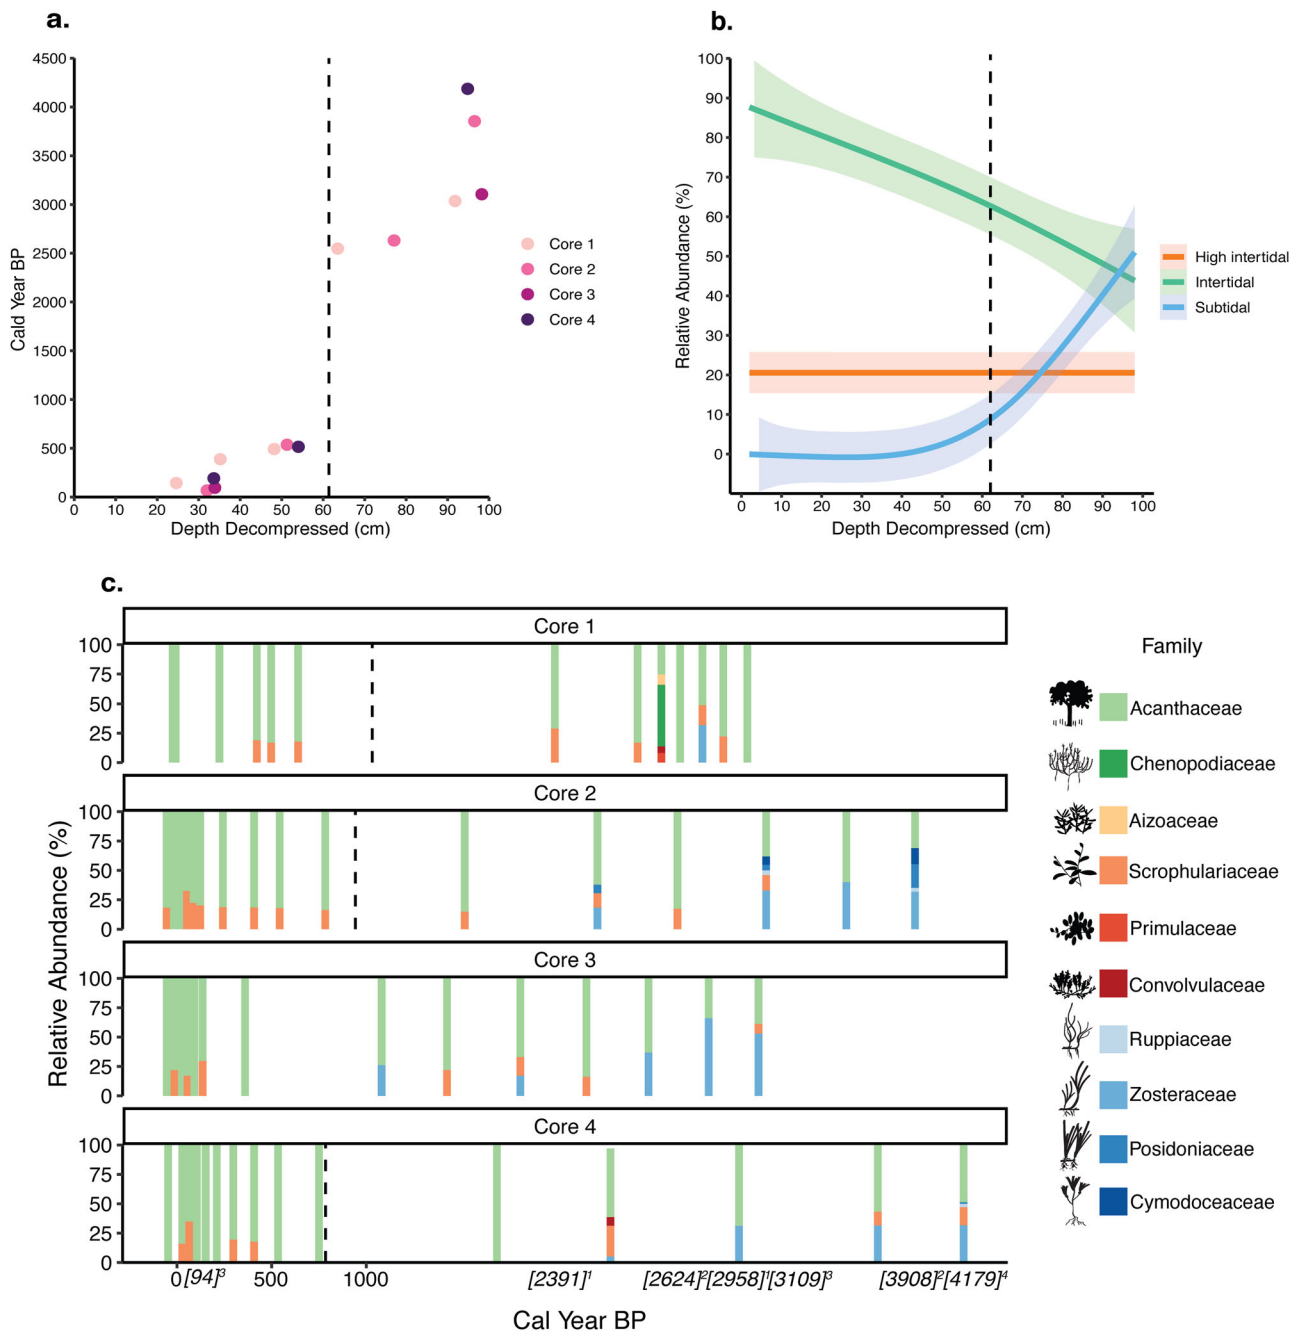 a.
4500
4000
3500
3000
2500
2000
1500
1000
500
0
Cald Year BP
0 10 20 30 40 50 60 70 80 90 100
Depth Decompressed (cm)
Core 1
Core 2
Core 3
Core 4
b.
100
90
80
70
60
50
40
30
20
10
0
Relative Abundance (%)
0 10 20 30 40 50 60 70 80 90 100
Depth Decompressed (cm)
High intertidal
Intertidal
Subtidal
c.
Relative Abundance (%)
Core 1
100
75
50
25
0
Core 2
100
75
50
25
0
Core 3
100
75
50
25
0
Core 4
100
75
50
25
0
0 [94]³ 500 1000 [2391]¹ [2624]²[2958]¹[3109]³ [3908]²[4179]⁴
Cal Year BP
Family
Acanthaceae
Chenopodiaceae
Aizoaceae
Scrophulariaceae
Primulaceae
Convolvulaceae
Ruppiaceae
Zosteraceae
Posidoniaceae
Cymodoceaceae